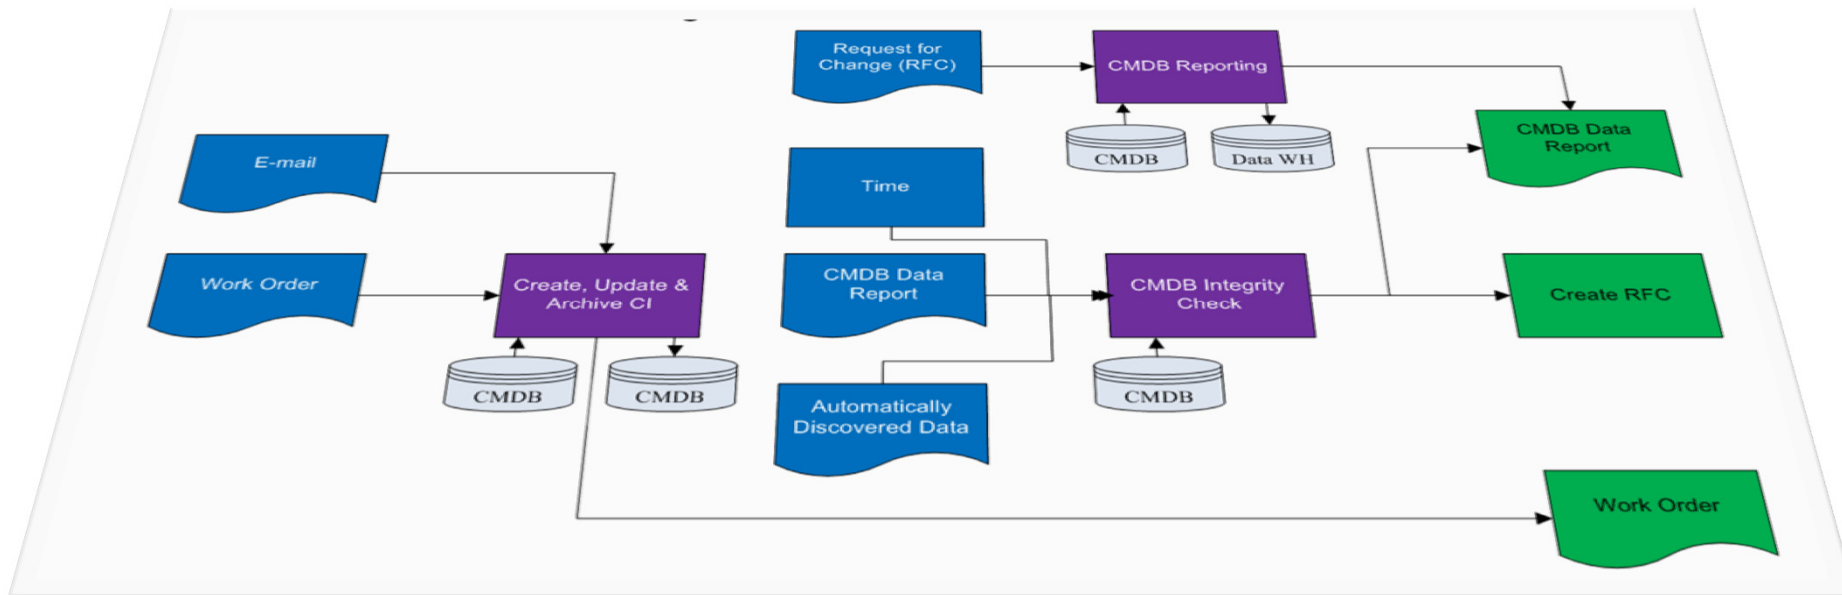 Request for
Change (RFC)
CMDB Reporting
CMDB
Data WH
CMDB Data
Report
E-mail
Time
Work Order
Create, Update &
Archive CI
CMDB
CMDB
CMDB Data
Report
CMDB Integrity
Check
CMDB
Create RFC
Automatically
Discovered Data
Work Order